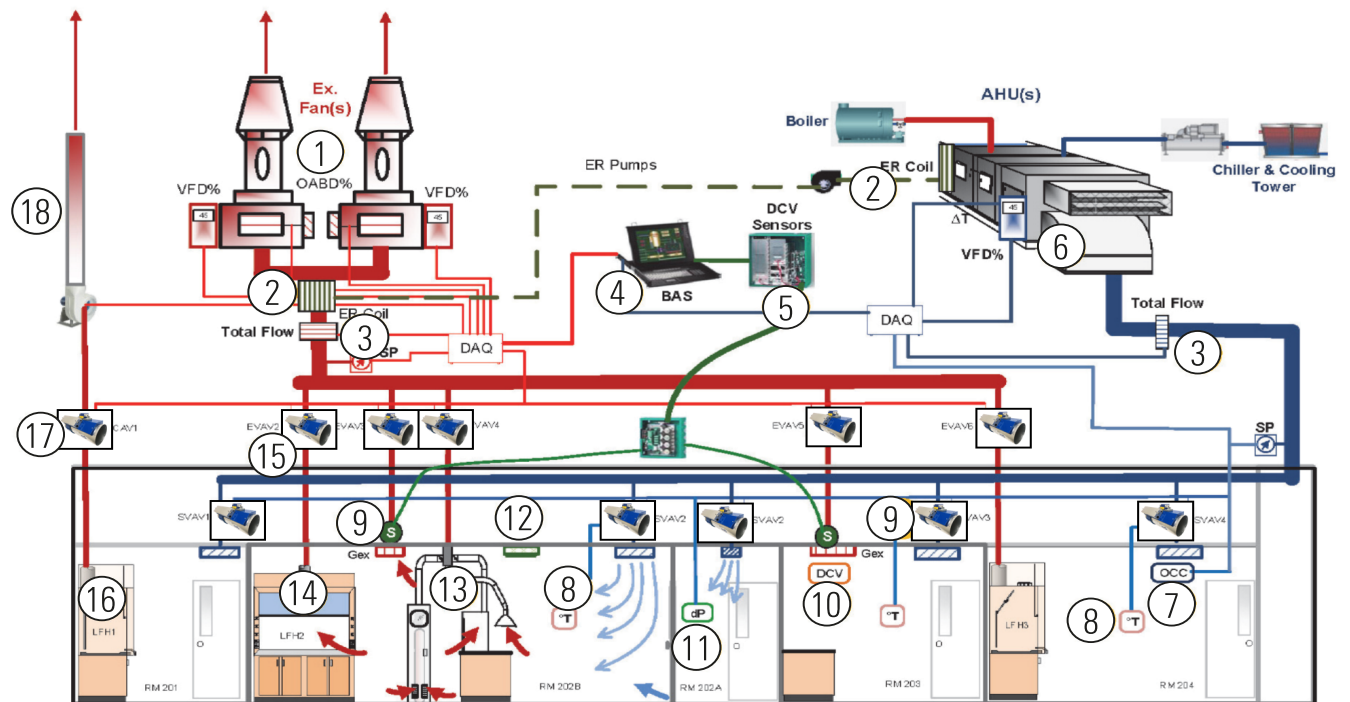 Ex.
Fan(s)
1
OABD%
VFD%
VFD%
45
45
18
ER Pumps
Boiler
AHU(s)
2
ER Coil
Chiller & Cooling
Tower
ΔT
45
VFD%
6
DCV
Sensors
4
BAS
5
2
ER Coil
Total Flow
3
SP
DAQ
DAQ
Total Flow
3
17
CAV1
EVAV2
15
EVAV3
VAV4
EVAV5
EVAV6
SP
SVAV1
9
S
Gex
12
SVAV2
SVAV2
S
Gex
9
VAV3
SVAV4
16
LFH1
RM 201
14
LFH2
13
8
°T
RM 202B
dP
11
RM 202A
DCV
10
°T
RM 203
LFH3
8
°T
OCC
7
RM 204